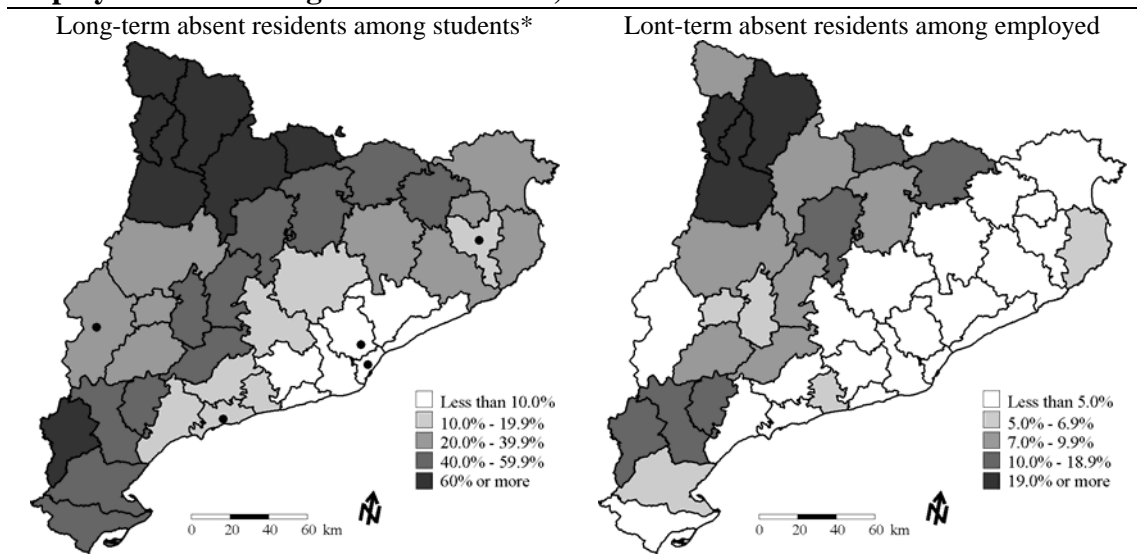 Long-term absent residents among students*
Lont-term absent residents among employed
Less than 10.0%
10.0% - 19.9%
20.0% - 39.9%
40.0% - 59.9%
60% or more
0 20 40 60 km
N
Less than 5.0%
5.0% - 6.9%
7.0% - 9.9%
10.0% - 18.9%
19.0% or more
0 20 40 60 km
N